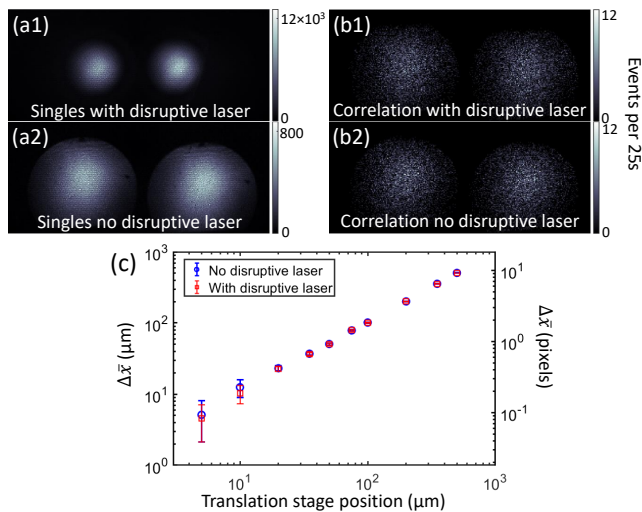 (a1)
Singles with disruptive laser
12×10³
0
(b1)
Correlation with disruptive laser
12
0
(a2)
Singles no disruptive laser
800
0
(b2)
Correlation no disruptive laser
12
0
Events per 25s
(c)
No disruptive laser
With disruptive laser
10³
10²
10¹
10⁰
Δx̄ (μm)
10¹
10⁰
10⁻¹
Δx̄ (pixels)
10¹
10²
10³
Translation stage position (μm)